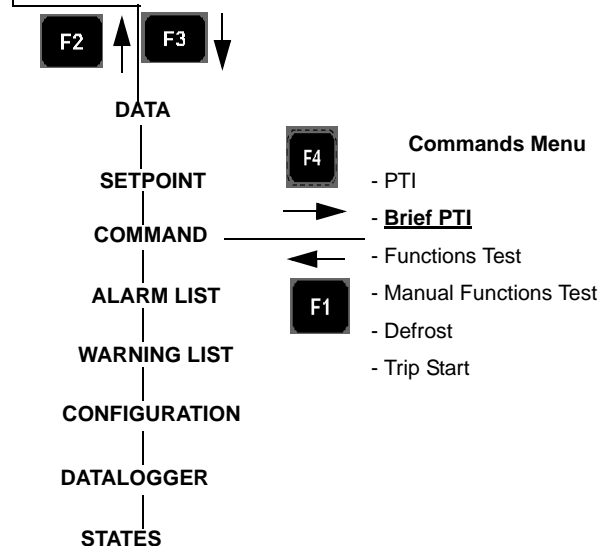 F2
F3
DATA
SETPOINT
COMMAND
ALARM LIST
WARNING LIST
CONFIGURATION
DATALOGGER
STATES
F4
F1
Commands Menu
- PTI
- Brief PTI
- Functions Test
- Manual Functions Test
- Defrost
- Trip Start